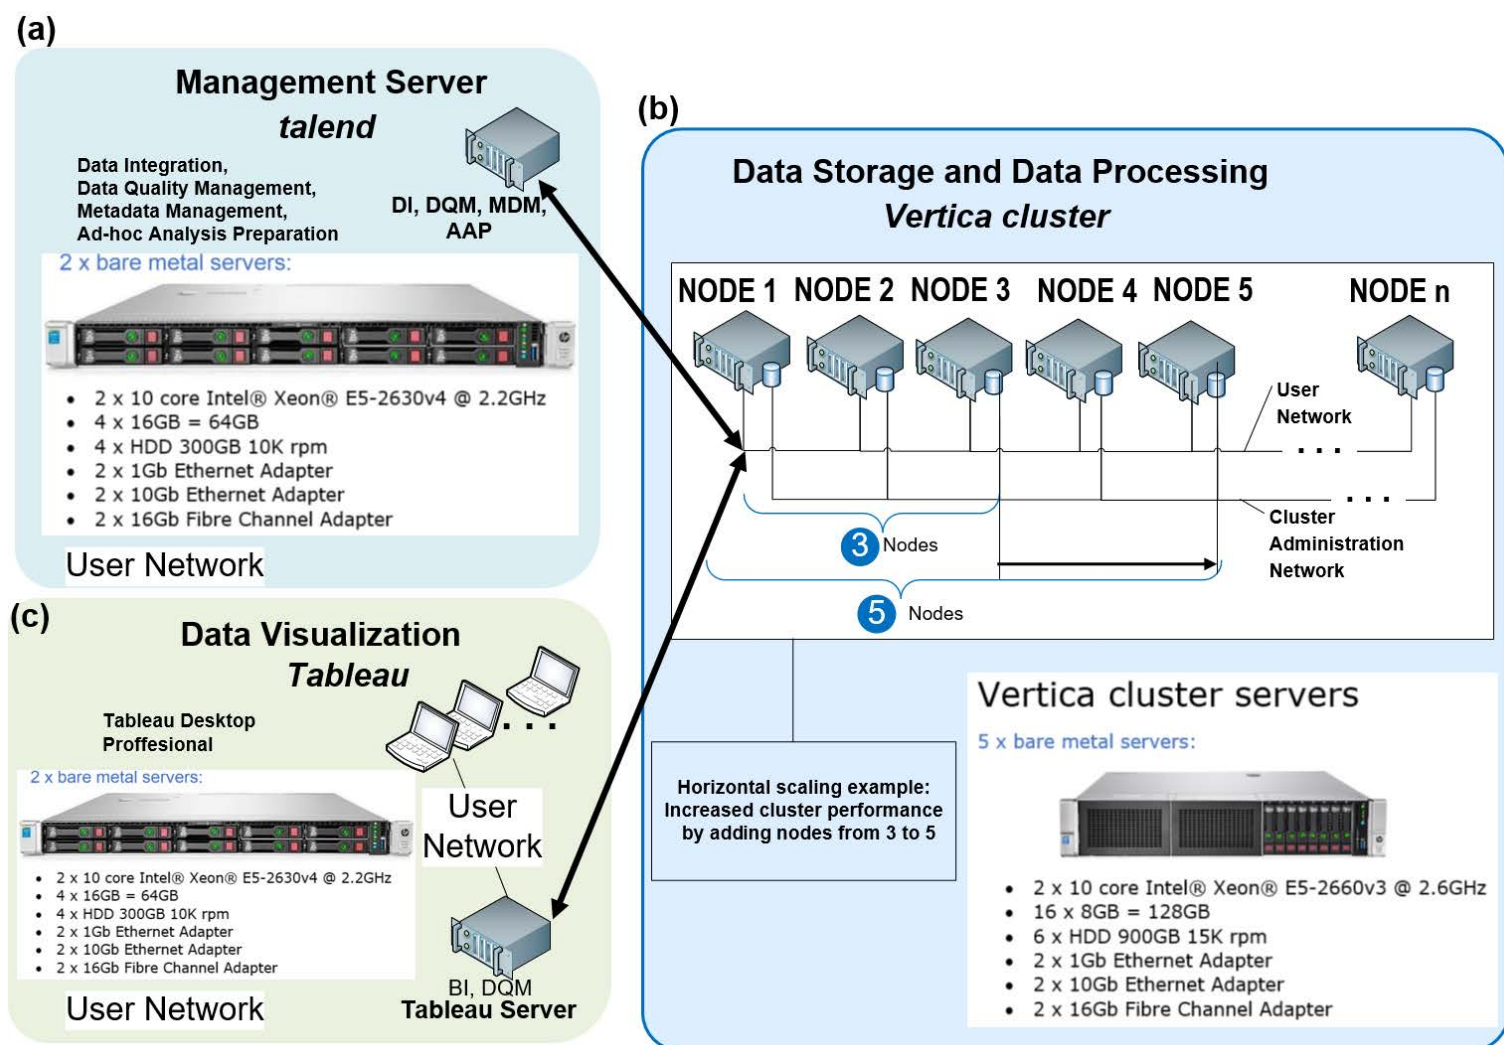 (a)
Management Server
talend
Data Integration,
Data Quality Management,
Metadata Management,
Ad-hoc Analysis Preparation
DI, DQM, MDM,
AAP
2 x bare metal servers:
• 2 x 10 core Intel® Xeon® E5-2630v4 @ 2.2GHz
• 4 x 16GB = 64GB
• 4 x HDD 300GB 10K rpm
• 2 x 1Gb Ethernet Adapter
• 2 x 10Gb Ethernet Adapter
• 2 x 16Gb Fibre Channel Adapter
User Network
(b)
Data Storage and Data Processing
Vertica cluster
NODE 1 NODE 2 NODE 3 NODE 4 NODE 5 NODE n
User
Network
. . .
. . .
Cluster
Administration
Network
3 Nodes
5 Nodes
Horizontal scaling example:
Increased cluster performance
by adding nodes from 3 to 5
Vertica cluster servers
5 x bare metal servers:
• 2 x 10 core Intel® Xeon® E5-2660v3 @ 2.6GHz
• 16 x 8GB = 128GB
• 6 x HDD 900GB 15K rpm
• 2 x 1Gb Ethernet Adapter
• 2 x 10Gb Ethernet Adapter
• 2 x 16Gb Fibre Channel Adapter
(c)
Data Visualization
Tableau
Tableau Desktop
Proffesional
. . .
2 x bare metal servers:
• 2 x 10 core Intel® Xeon® E5-2630v4 @ 2.2GHz
• 4 x 16GB = 64GB
• 4 x HDD 300GB 10K rpm
• 2 x 1Gb Ethernet Adapter
• 2 x 10Gb Ethernet Adapter
• 2 x 16Gb Fibre Channel Adapter
User
Network
BI, DQM
Tableau Server
User Network